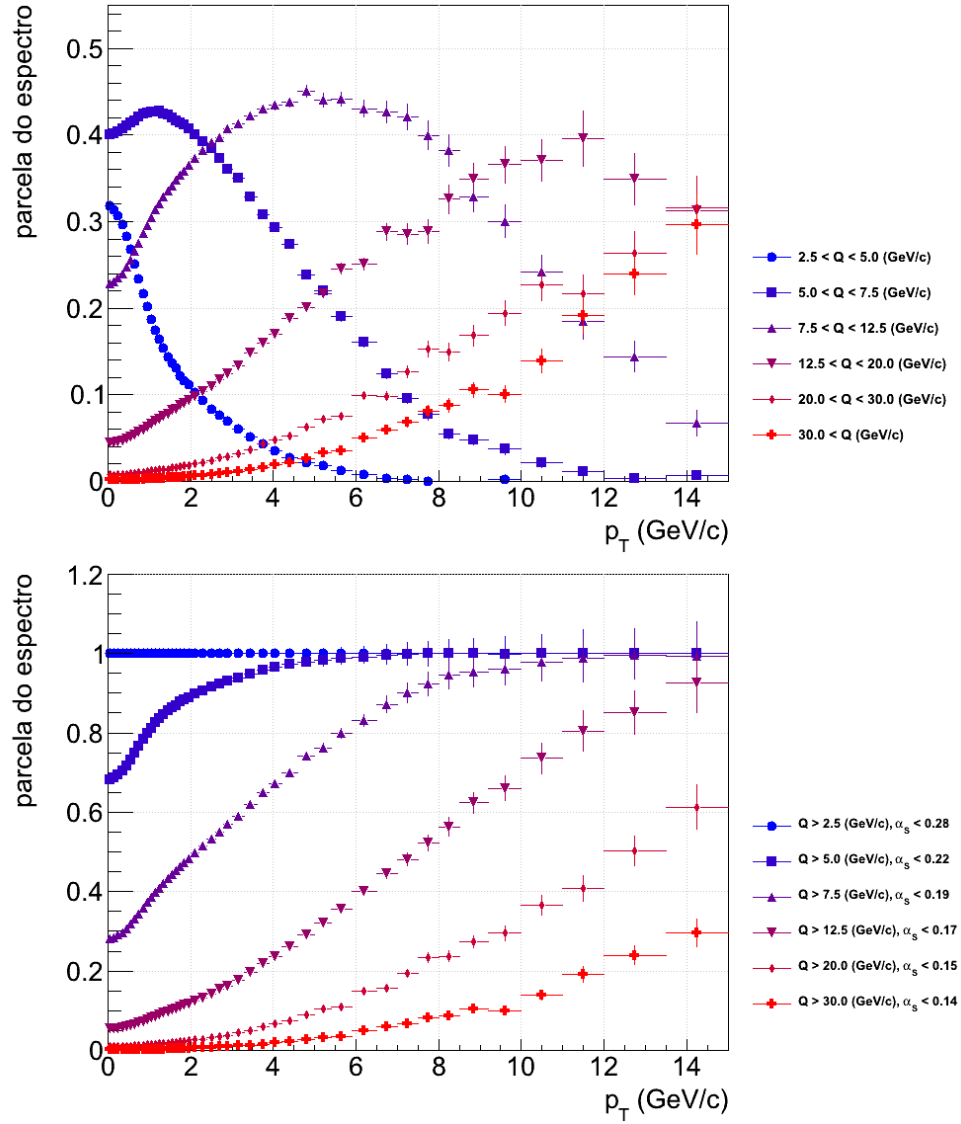 parcela do espectro
0.5
0.4
0.3
0.2
0.1
0
0 2 4 6 8 10 12 14
p_T (GeV/c)
2.5 < Q < 5.0 (GeV/c)
5.0 < Q < 7.5 (GeV/c)
7.5 < Q < 12.5 (GeV/c)
12.5 < Q < 20.0 (GeV/c)
20.0 < Q < 30.0 (GeV/c)
30.0 < Q (GeV/c)
parcela do espectro
1.2
1
0.8
0.6
0.4
0.2
0
0 2 4 6 8 10 12 14
p_T (GeV/c)
Q > 2.5 (GeV/c), α_s < 0.28
Q > 5.0 (GeV/c), α_s < 0.22
Q > 7.5 (GeV/c), α_s < 0.19
Q > 12.5 (GeV/c), α_s < 0.17
Q > 20.0 (GeV/c), α_s < 0.15
Q > 30.0 (GeV/c), α_s < 0.14